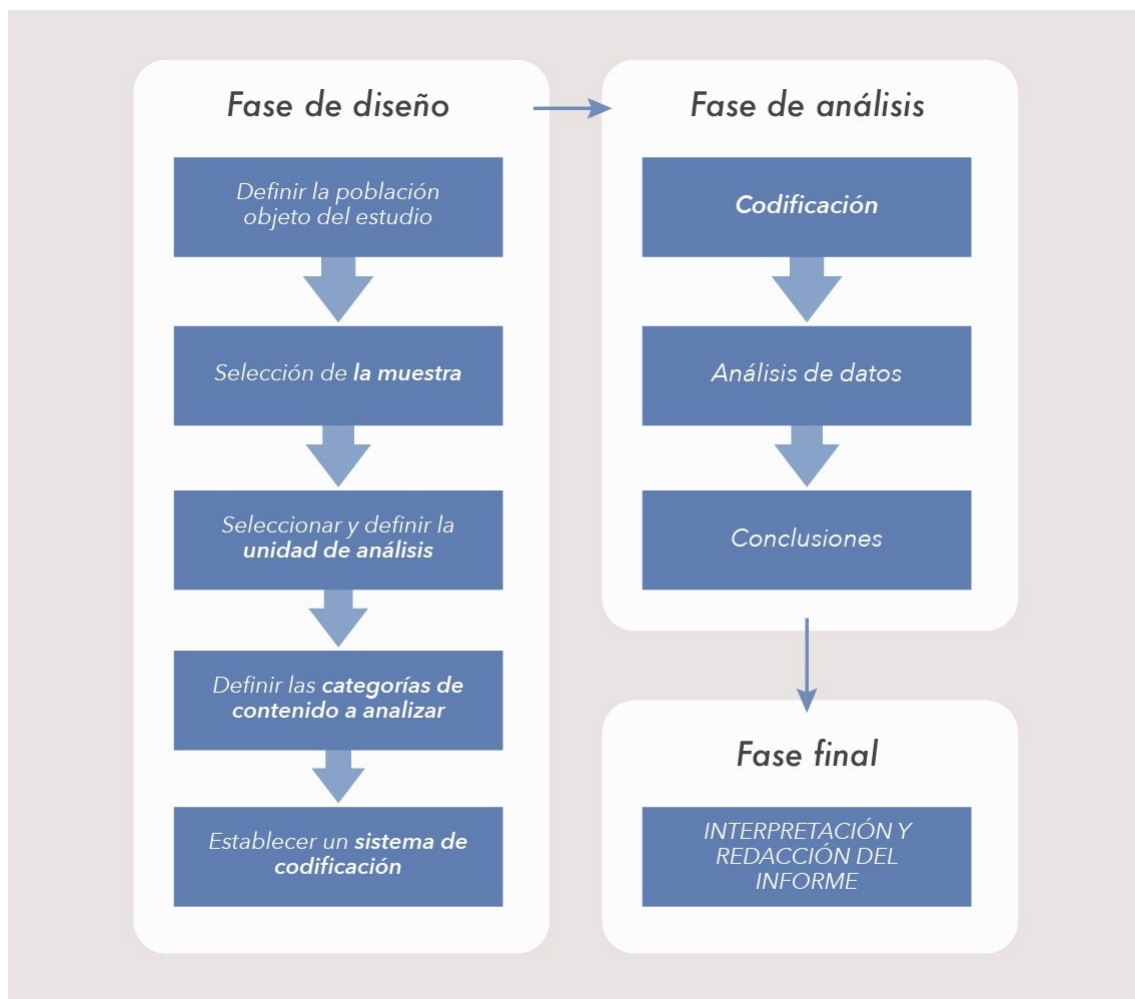 Fase de diseño
Definir la población
objeto del estudio
Selección de la muestra
Seleccionar y definir la
unidad de análisis
Definir las categorías de
contenido a analizar
Establecer un sistema de
codificación
Fase de análisis
Codificación
Análisis de datos
Conclusiones
Fase final
INTERPRETACIÓN Y
REDACCIÓN DEL
INFORME